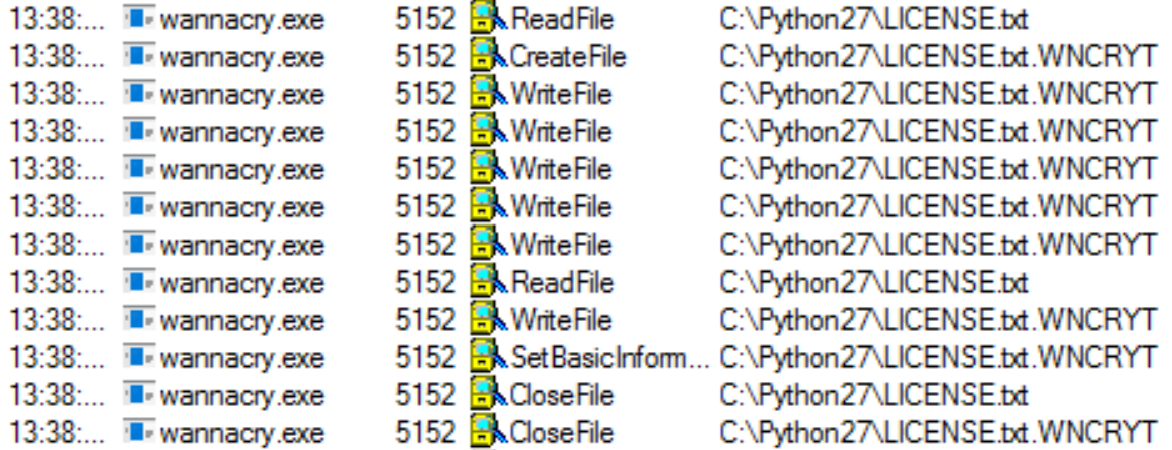 13:38:... wannacry.exe 5152 ReadFile C:\Python27\LICENSE.txt
13:38:... wannacry.exe 5152 CreateFile C:\Python27\LICENSE.txt.WNCRYT
13:38:... wannacry.exe 5152 WriteFile C:\Python27\LICENSE.txt.WNCRYT
13:38:... wannacry.exe 5152 WriteFile C:\Python27\LICENSE.txt.WNCRYT
13:38:... wannacry.exe 5152 WriteFile C:\Python27\LICENSE.txt.WNCRYT
13:38:... wannacry.exe 5152 WriteFile C:\Python27\LICENSE.txt.WNCRYT
13:38:... wannacry.exe 5152 WriteFile C:\Python27\LICENSE.txt.WNCRYT
13:38:... wannacry.exe 5152 ReadFile C:\Python27\LICENSE.txt
13:38:... wannacry.exe 5152 WriteFile C:\Python27\LICENSE.txt.WNCRYT
13:38:... wannacry.exe 5152 SetBasicInform... C:\Python27\LICENSE.txt.WNCRYT
13:38:... wannacry.exe 5152 CloseFile C:\Python27\LICENSE.txt
13:38:... wannacry.exe 5152 CloseFile C:\Python27\LICENSE.txt.WNCRYT